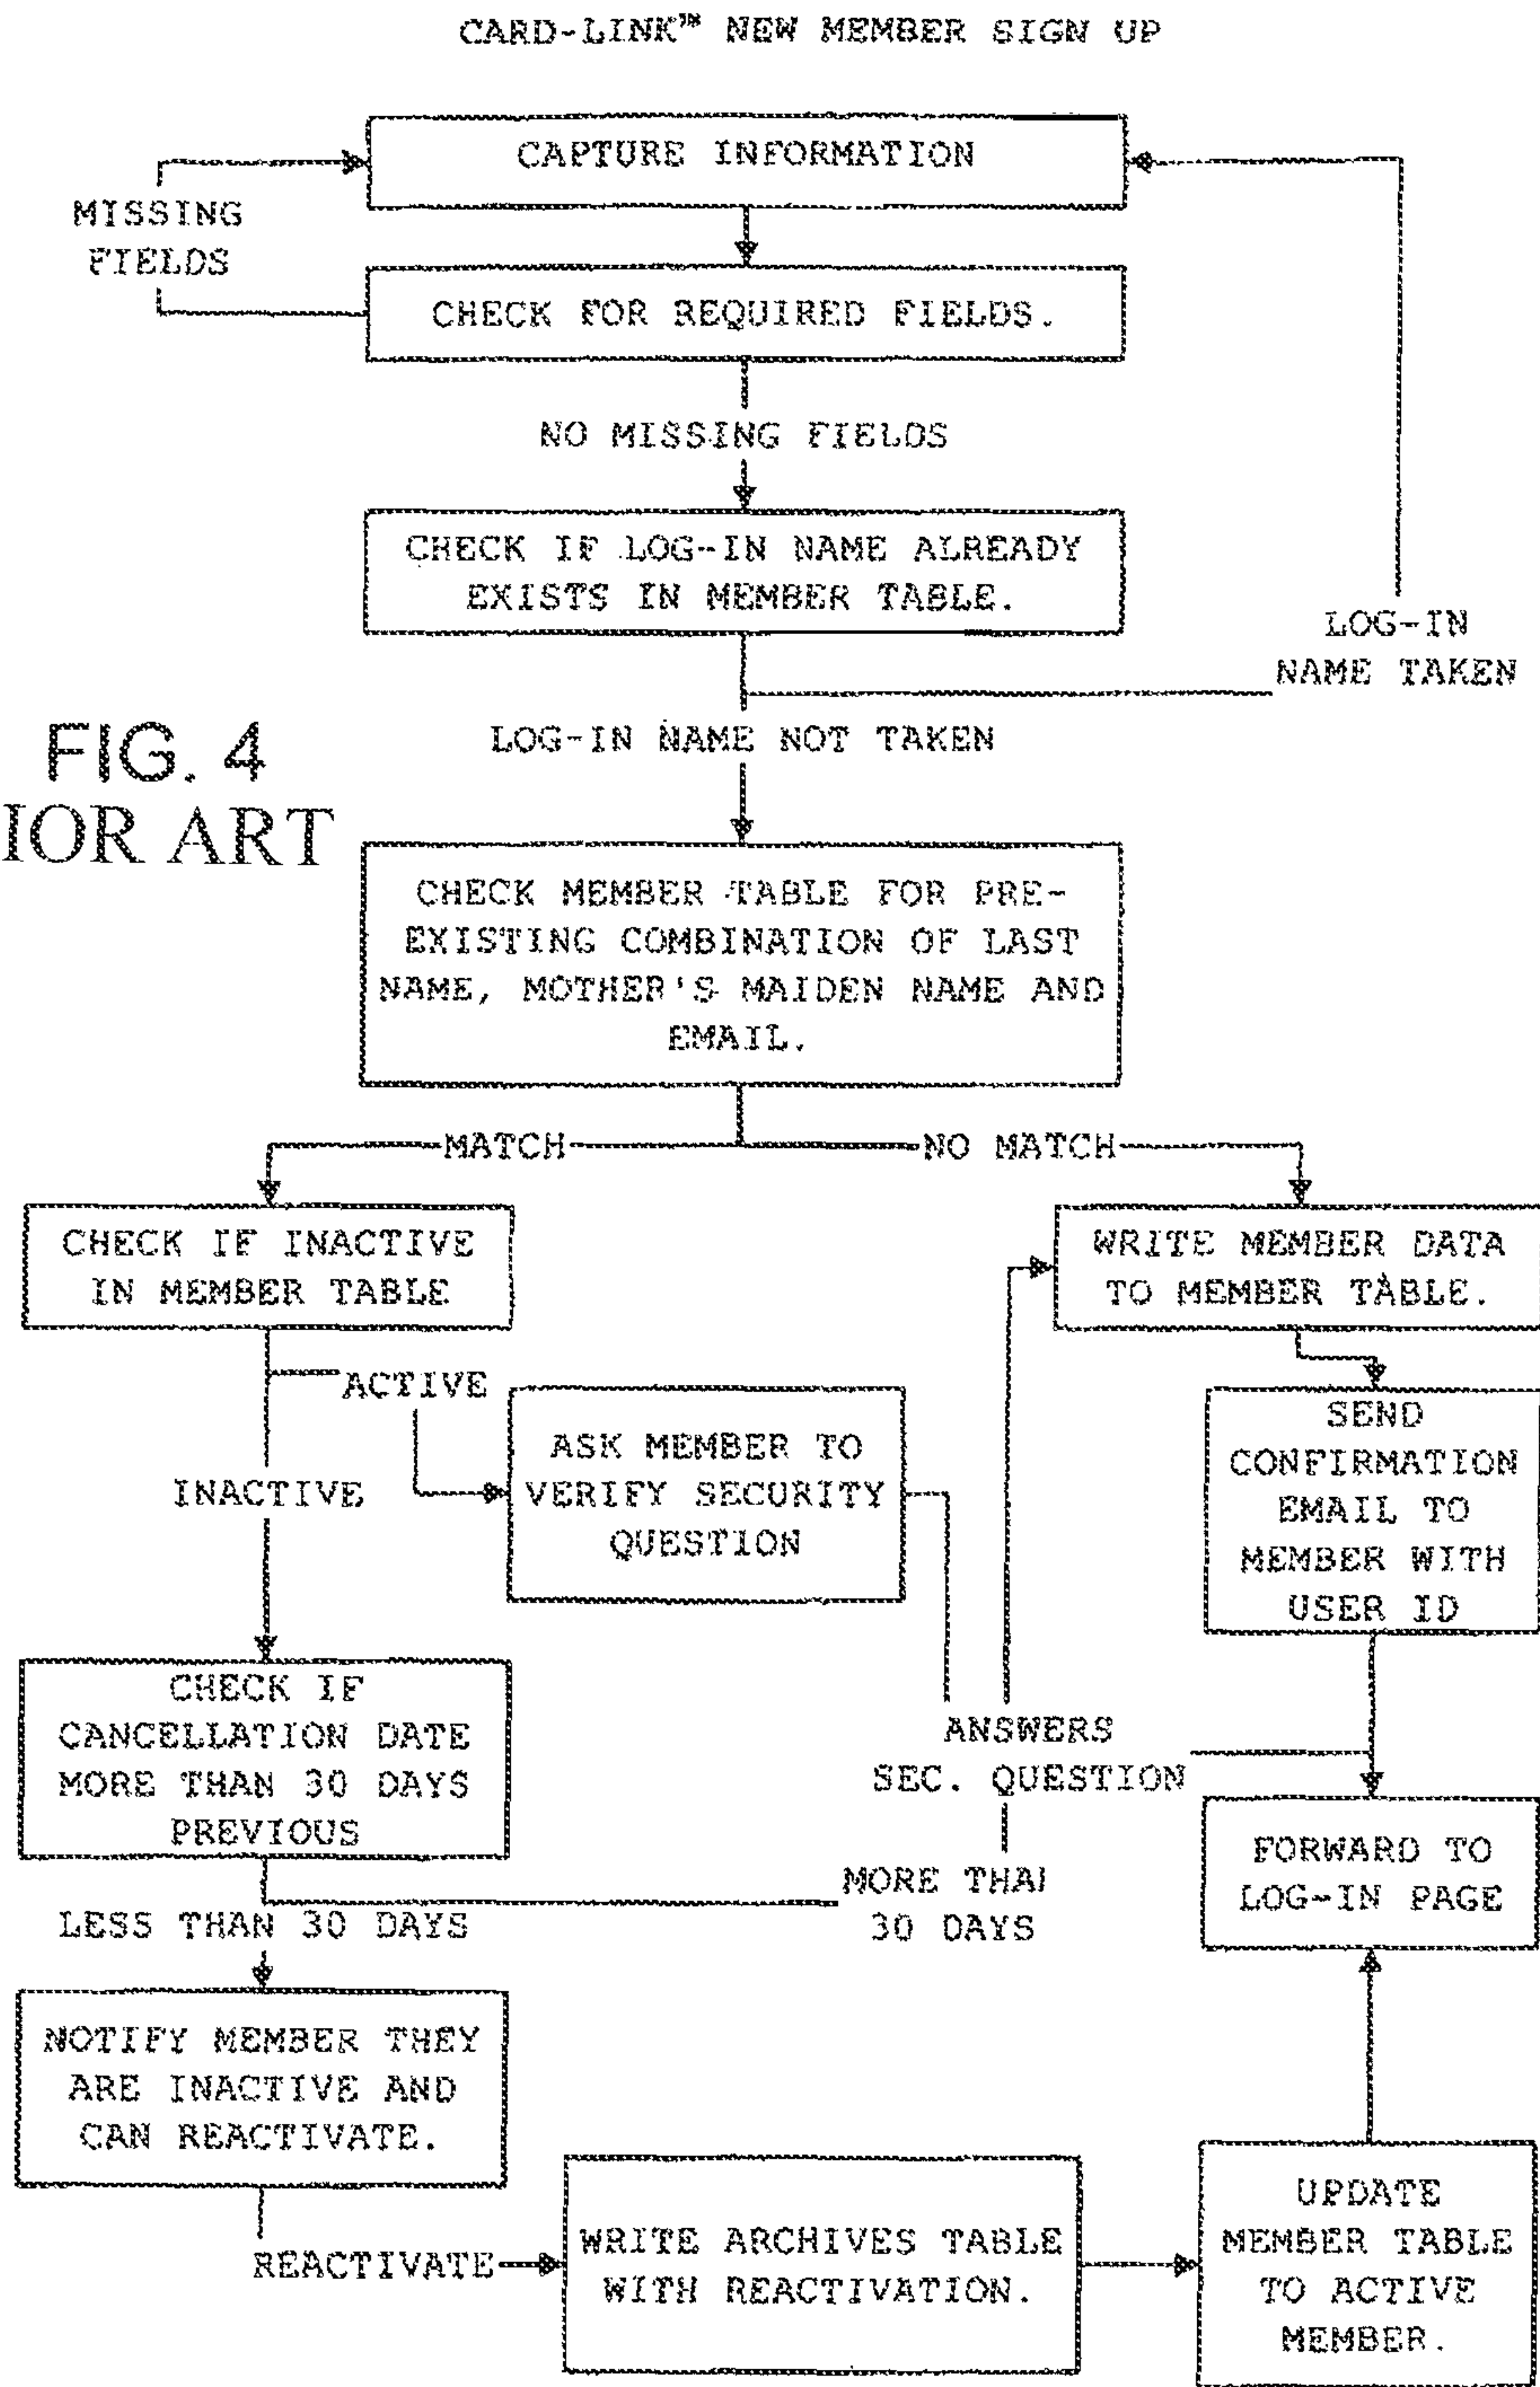 CARD-LINK™ NEW MEMBER SIGN UP
CAPTURE INFORMATION
MISSING
FIELDS
CHECK FOR REQUIRED FIELDS.
NO MISSING FIELDS
CHECK IF LOG-IN NAME ALREADY
EXISTS IN MEMBER TABLE.
LOG-IN
NAME TAKEN
LOG-IN NAME NOT TAKEN
FIG. 4
IOR ART
CHECK MEMBER TABLE FOR PRE-
EXISTING COMBINATION OF LAST
NAME, MOTHER'S MAIDEN NAME AND
EMAIL.
MATCH
NO MATCH
CHECK IF INACTIVE
IN MEMBER TABLE
WRITE MEMBER DATA
TO MEMBER TABLE.
ACTIVE
INACTIVE
ASK MEMBER TO
VERIFY SECURITY
QUESTION
SEND
CONFIRMATION
EMAIL TO
MEMBER WITH
USER ID
CHECK IF
CANCELLATION DATE
MORE THAN 30 DAYS
PREVIOUS
ANSWERS
SEC. QUESTION
MORE THAN
30 DAYS
FORWARD TO
LOG-IN PAGE
LESS THAN 30 DAYS
NOTIFY MEMBER THEY
ARE INACTIVE AND
CAN REACTIVATE.
REACTIVATE
WRITE ARCHIVES TABLE
WITH REACTIVATION.
UPDATE
MEMBER TABLE
TO ACTIVE
MEMBER.